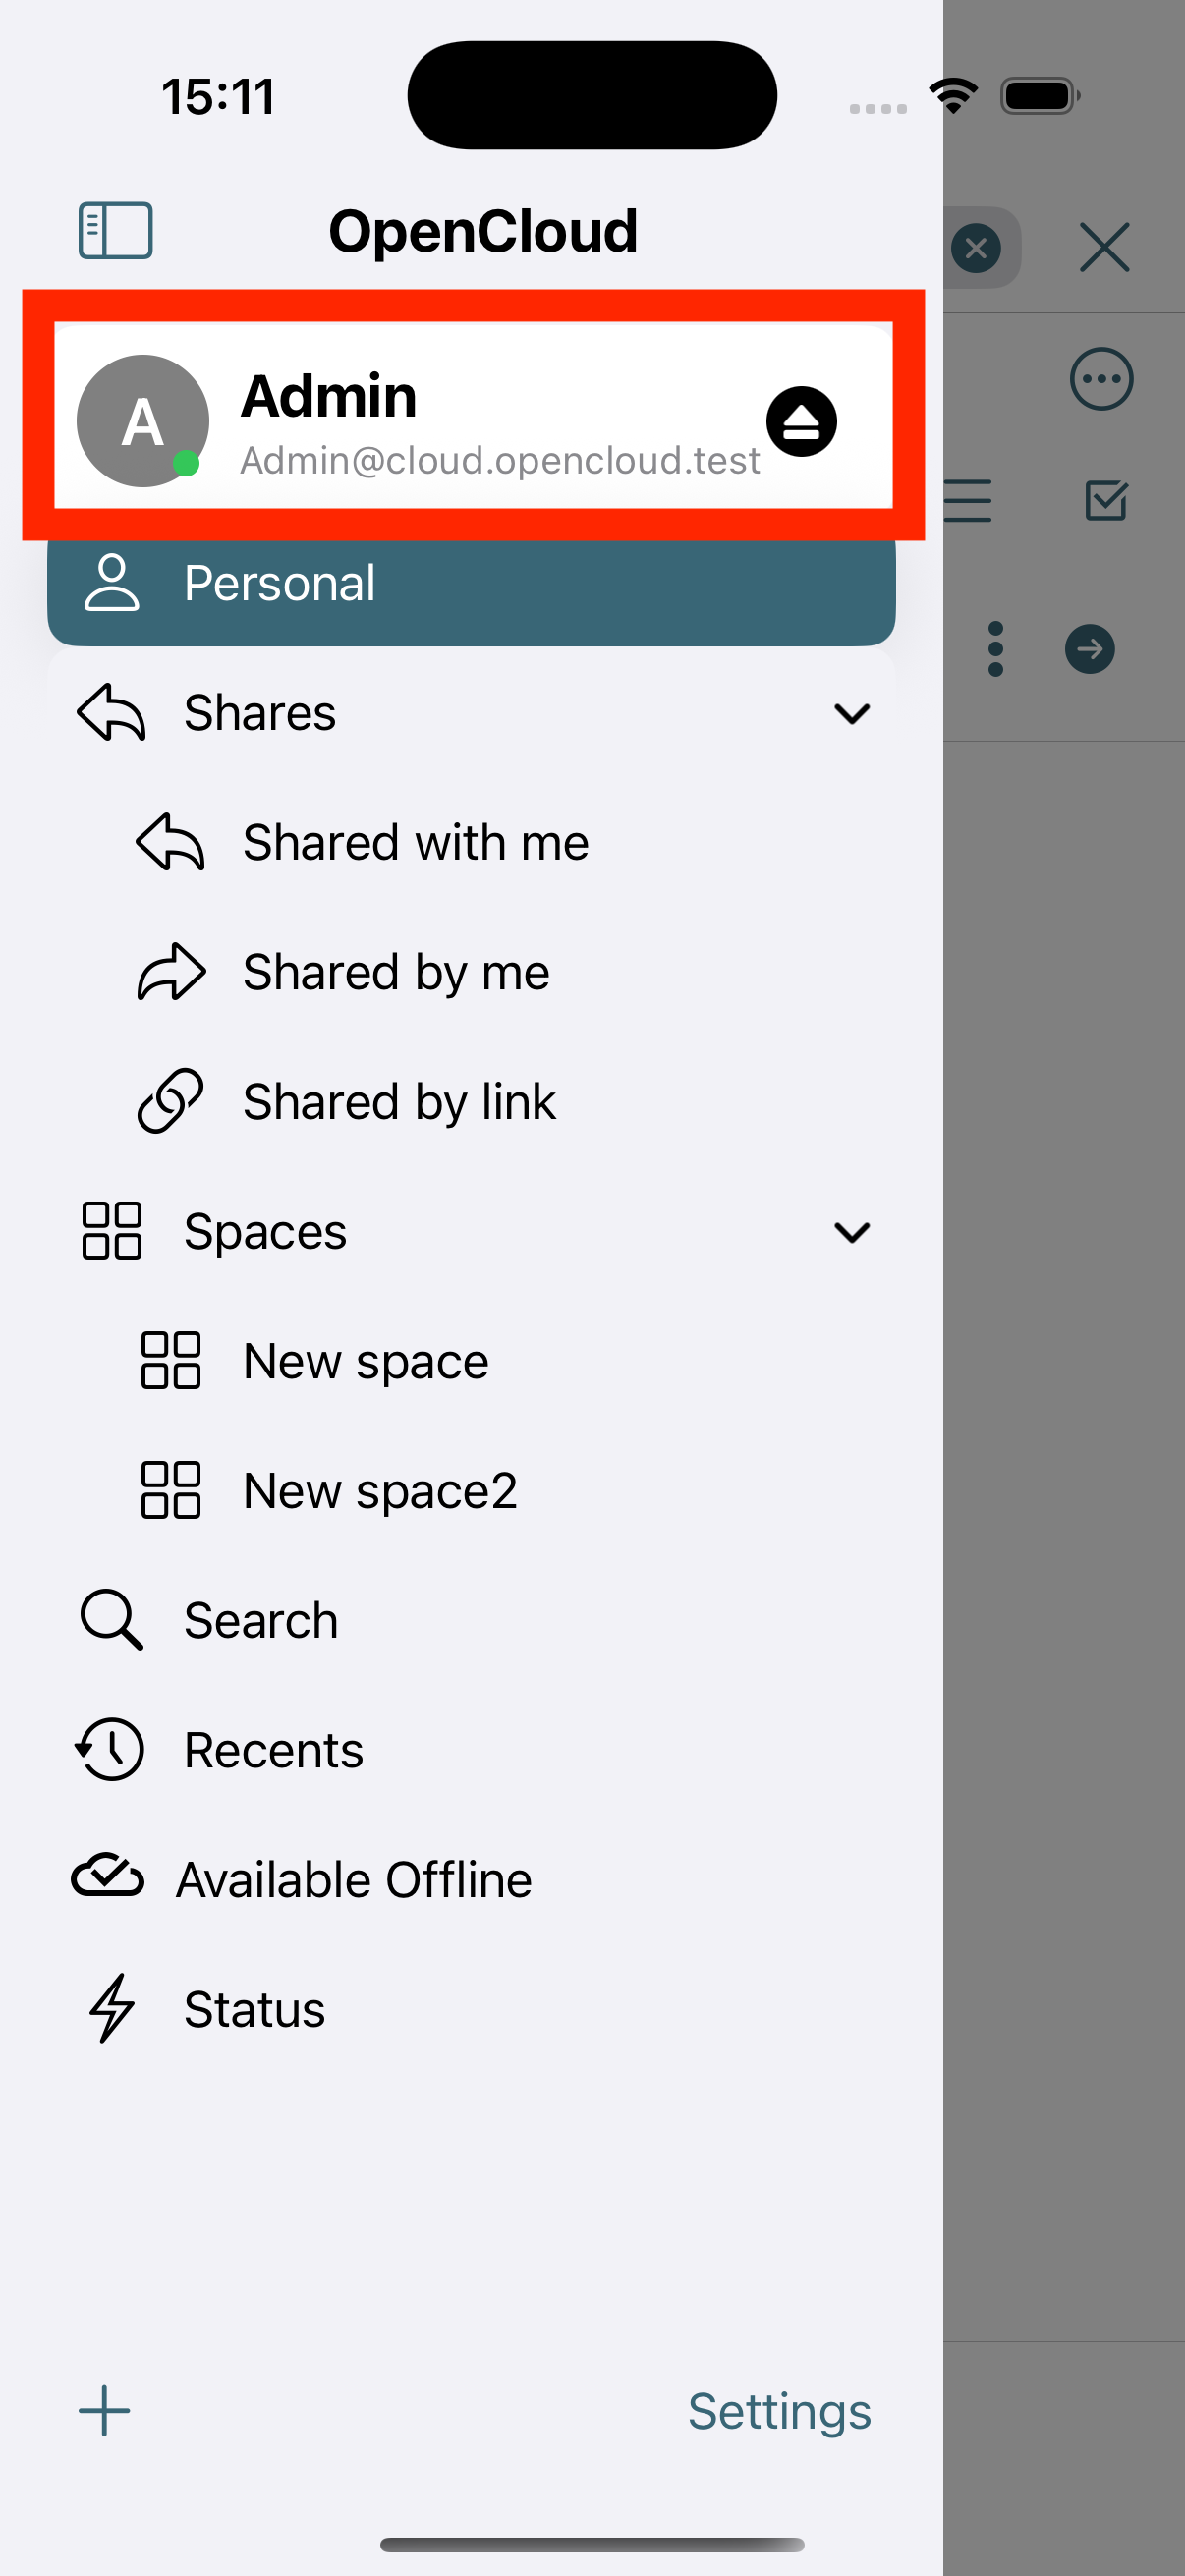 15:11
OpenCloud
A
Admin
Admin@cloud.opencloud.test
Personal
Shares
Shared with me
Shared by me
Shared by link
Spaces
New space
New space2
Search
Recents
Available Offline
Status
Settings